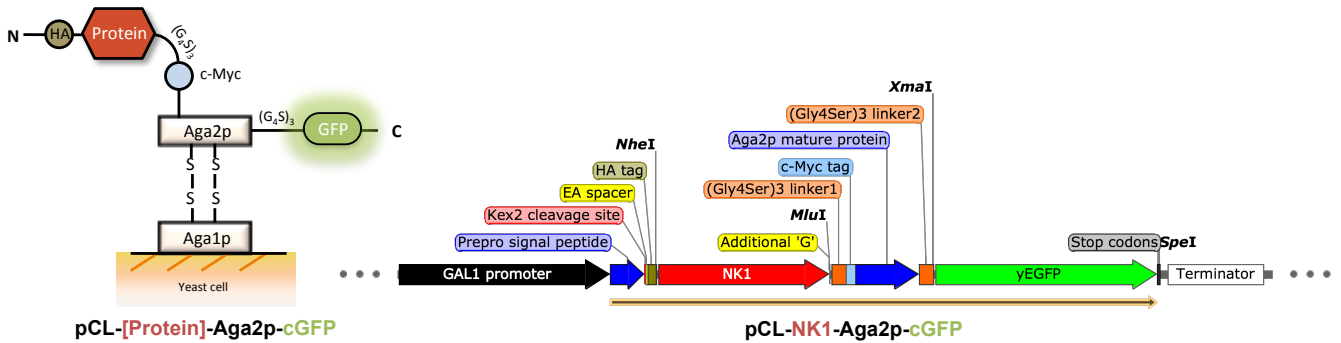 N
HA
Protein
(G₄S)₃
c-Myc
Aga2p
(G₄S)₃
GFP
C
S S
S S
Aga1p
Yeast cell
pCL-[Protein]-Aga2p-cGFP
XmaI
(Gly4Ser)3 linker2
Aga2p mature protein
NheI
HA tag
c-Myc tag
EA spacer
(Gly4Ser)3 linker1
Kex2 cleavage site
MluI
Prepro signal peptide
Additional 'G'
Stop codons
SpeI
GAL1 promoter
NK1
yEGFP
Terminator
pCL-NK1-Aga2p-cGFP